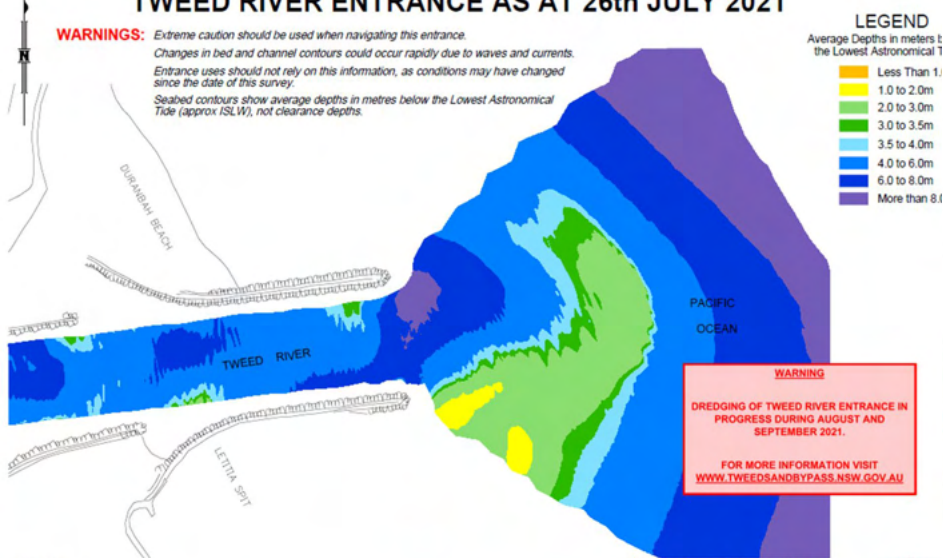 TWEED RIVER ENTRANCE AS AT 26th JULY 2021
WARNINGS: Extreme caution should be used when navigating this entrance.
Changes in bed and channel contours could occur rapidly due to waves and currents.
Entrance uses should not rely on this information, as conditions may have changed
since the date of this survey.
Seabed contours show average depths in metres below the Lowest Astronomical
Tide (approx ISLW), not clearance depths.
N
LEGEND
Average Depths in meters b
the Lowest Astronomical T
Less Than 1.0
1.0 to 2.0m
2.0 to 3.0m
3.0 to 3.5m
3.5 to 4.0m
4.0 to 6.0m
6.0 to 8.0m
More than 8.0
DURANBAH BEACH
TWEED RIVER
LETITIA SPIT
PACIFIC
OCEAN
WARNING
DREDGING OF TWEED RIVER ENTRANCE IN
PROGRESS DURING AUGUST AND
SEPTEMBER 2021.
FOR MORE INFORMATION VISIT
WWW.TWEEDSANDBYPASS.NSW.GOV.AU